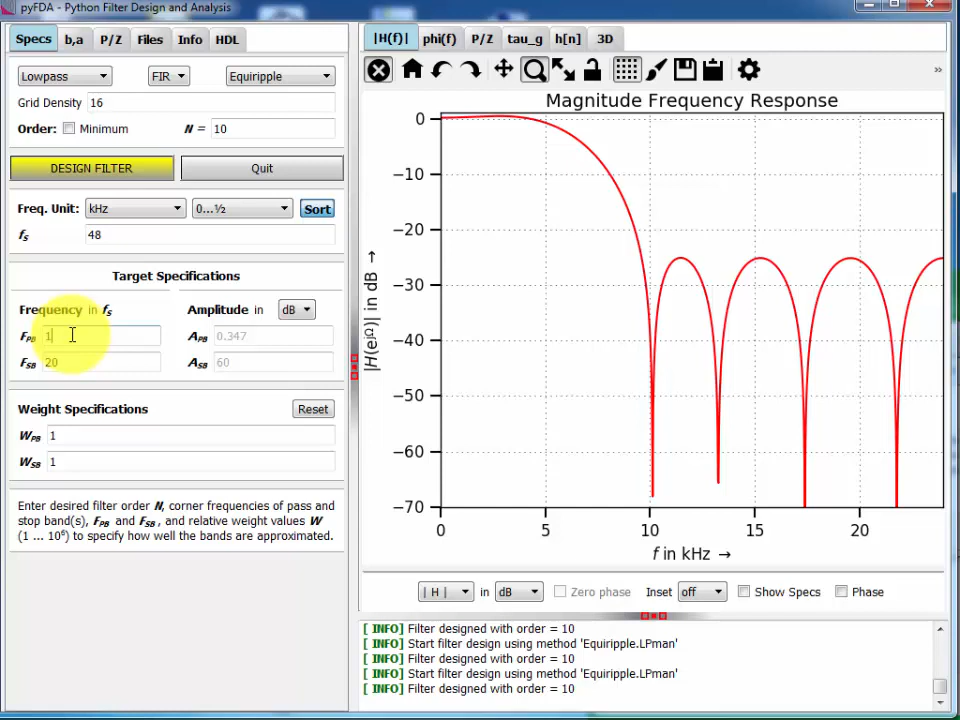 pyFDA - Python Filter Design and Analysis
Specs b,a P/Z Files Info HDL
Lowpass FIR Equiripple
Grid Density 16
Order: Minimum N = 10
DESIGN FILTER Quit
Freq. Unit: kHz 0...½ Sort
fS 48
Target Specifications
Frequency in fS Amplitude in dB
FPB 1 APB 0.347
FSB 20 ASB 60
Weight Specifications Reset
WPB 1
WSB 1
Enter desired filter order N, corner frequencies of pass and
stop band(s), FPB and FSB , and relative weight values W
(1 ... 10⁶) to specify how well the bands are approximated.
|H(f)| phi(f) P/Z tau_g h[n] 3D
»
Magnitude Frequency Response
0
−10
−20
−30
−40
−50
−60
−70
|H(e^jΩ)| in dB →
0 5 10 15 20
f in kHz →
| H | in dB Zero phase Inset off Show Specs Phase
[ INFO] Filter designed with order = 10
[ INFO] Start filter design using method 'Equiripple.LPman'
[ INFO] Filter designed with order = 10
[ INFO] Start filter design using method 'Equiripple.LPman'
[ INFO] Filter designed with order = 10